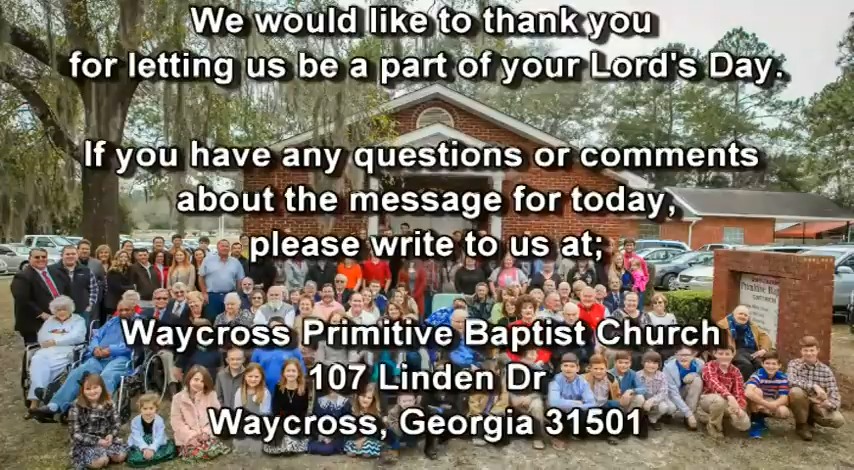 We would like to thank you
for letting us be a part of your Lord's Day.
If you have any questions or comments
about the message for today,
please write to us at;
Waycross Primitive Baptist Church
107 Linden Dr
Waycross, Georgia 31501
Primitive Baptist